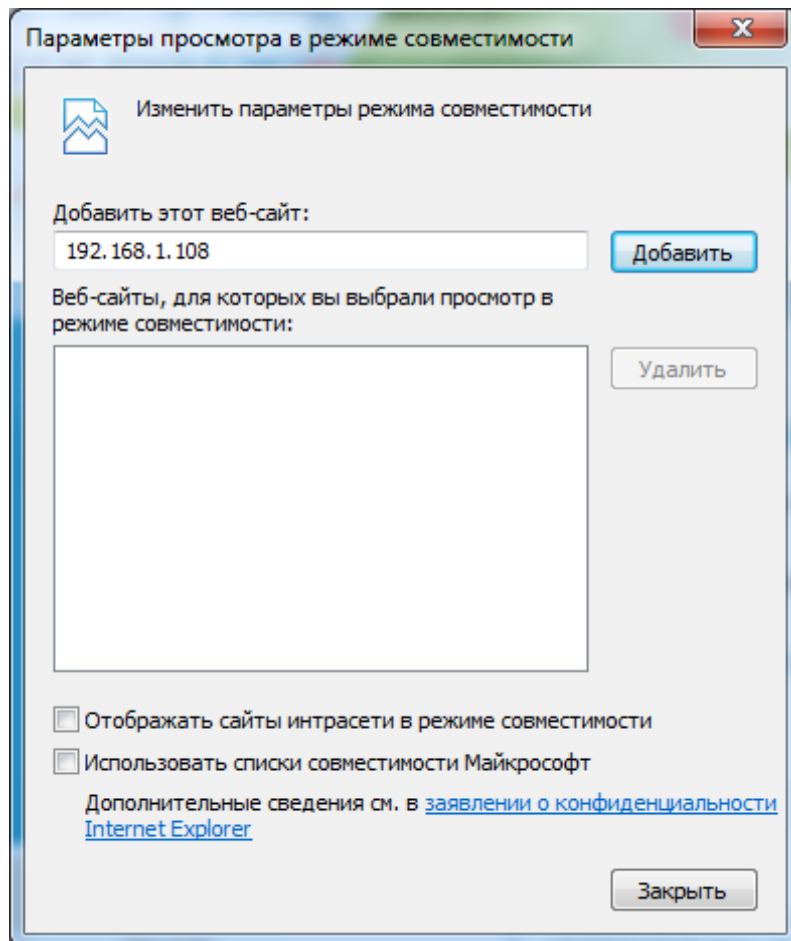 Параметры просмотра в режиме совместимости
Изменить параметры режима совместимости
Добавить этот веб-сайт:
192.168.1.108
Добавить
Веб-сайты, для которых вы выбрали просмотр в
режиме совместимости:
Удалить
Отображать сайты интрасети в режиме совместимости
Использовать списки совместимости Майкрософт
Дополнительные сведения см. в заявлении о конфиденциальности
Internet Explorer
Закрыть